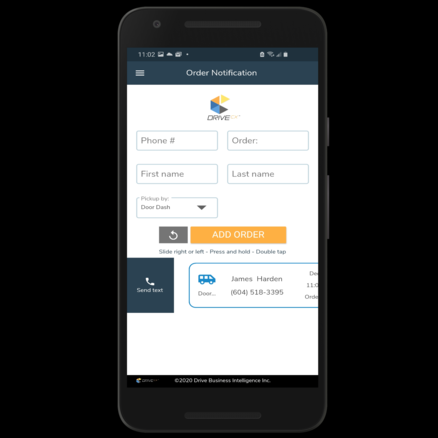 11:02
Order Notification
DRIVE
Phone #
Order:
First name
Last name
Pickup by:
Door Dash
ADD ORDER
Slide right or left - Press and hold - Double tap
Send text
Door...
James Harden
(604) 518-3395
De
11:0
Orde
DRIVE
©2020 Drive Business Intelligence Inc.